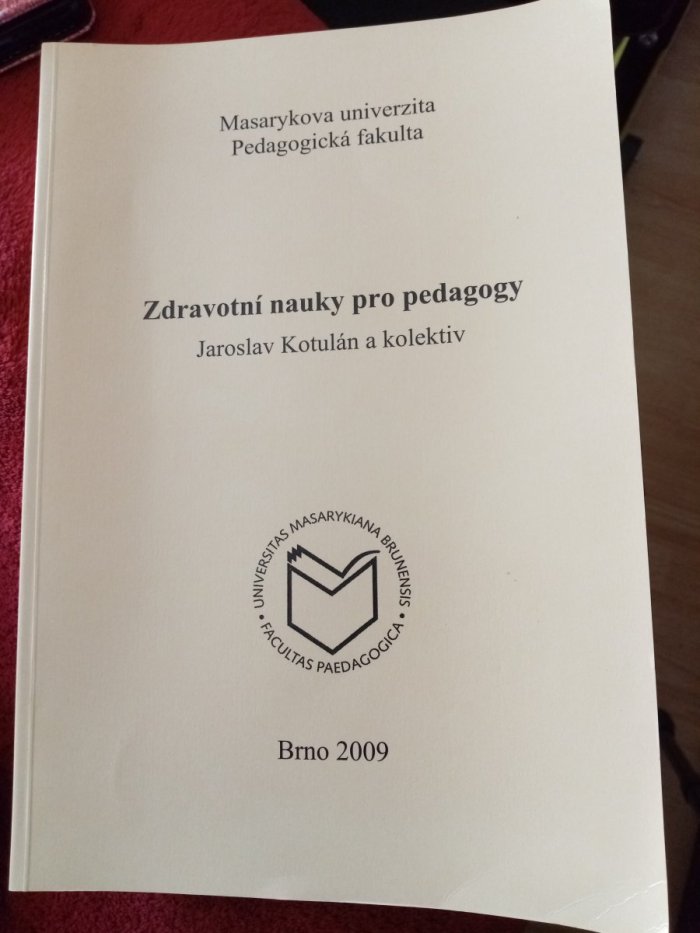 Masarykova univerzita
Pedagogická fakulta
Zdravotní nauky pro pedagogy
Jaroslav Kotulán a kolektiv
UNIVERSITAS MASARYKIANA BRUNENSIS
• FACULTAS PAEDAGOGICA •
Brno 2009